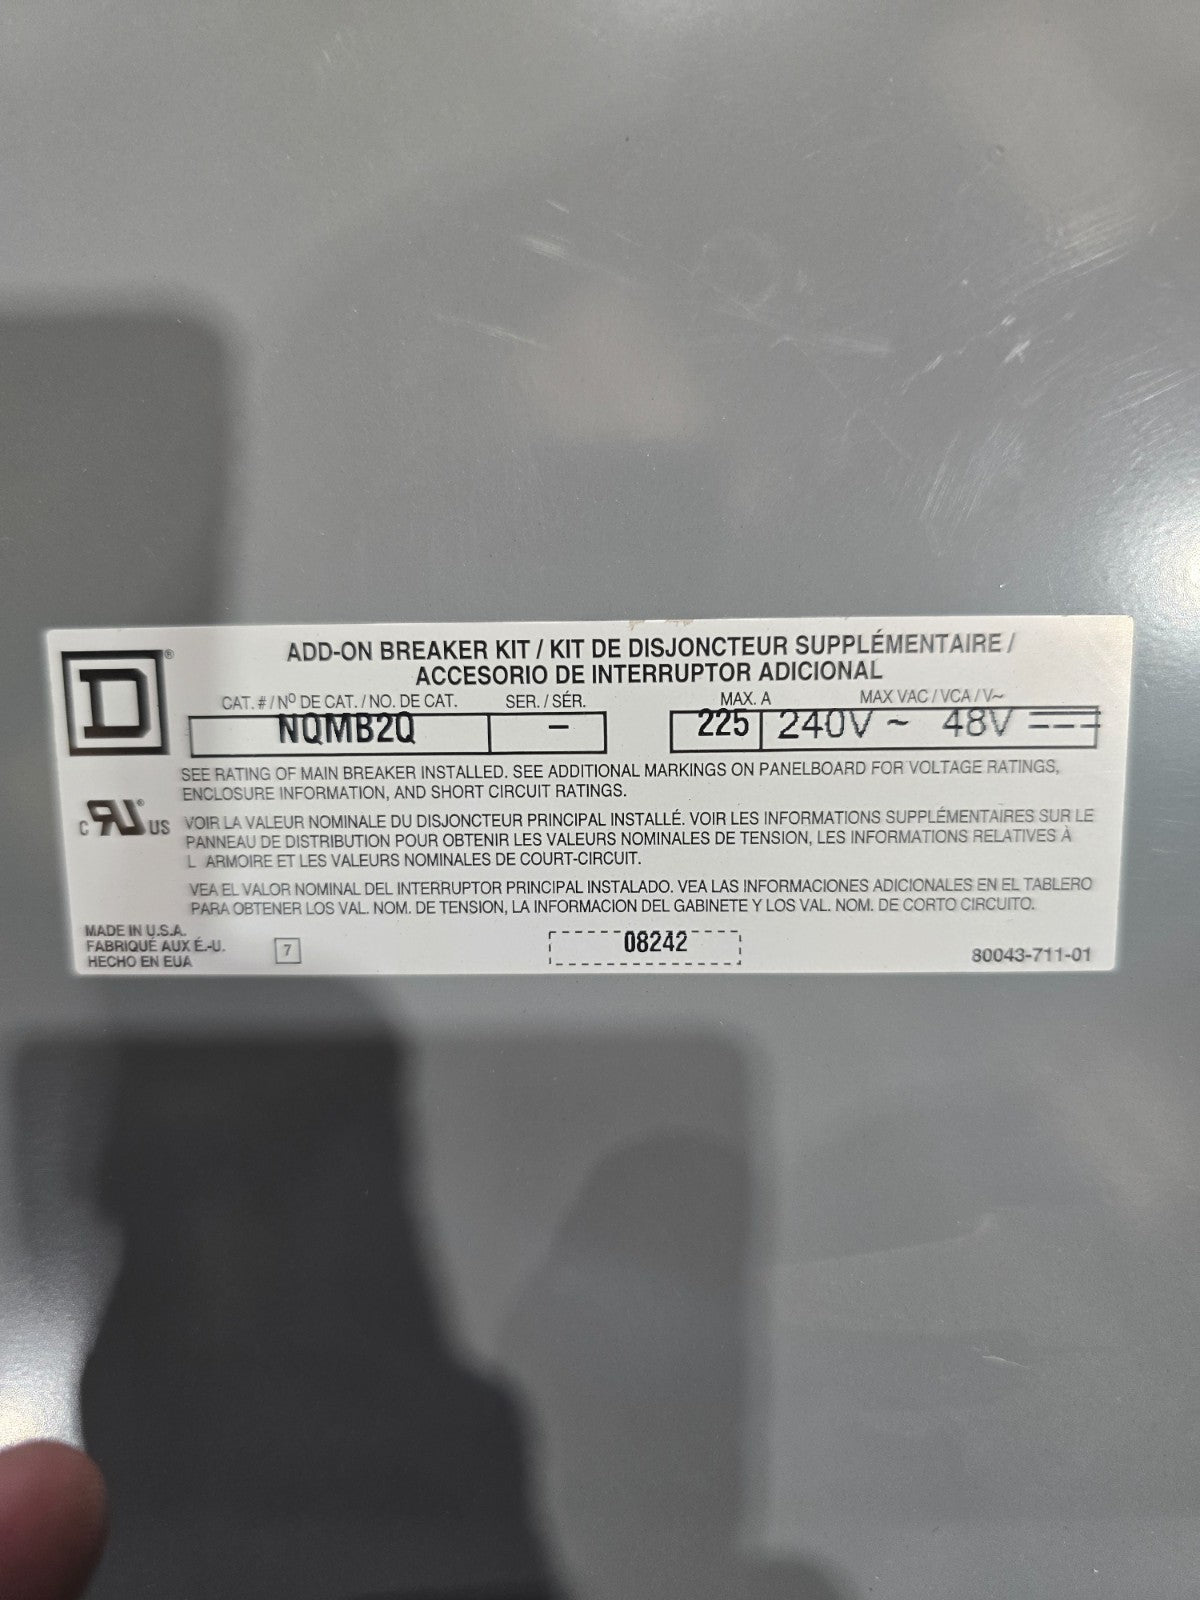 D ®
ADD-ON BREAKER KIT / KIT DE DISJONCTEUR SUPPLÉMENTAIRE /
ACCESORIO DE INTERRUPTOR ADICIONAL
CAT. # / Nº DE CAT. / NO. DE CAT. SER. / SÉR. MAX. A MAX VAC / VCA / V~
NQMB2Q – 225 240V ~ 48V ⎓
SEE RATING OF MAIN BREAKER INSTALLED. SEE ADDITIONAL MARKINGS ON PANELBOARD FOR VOLTAGE RATINGS,
ENCLOSURE INFORMATION, AND SHORT CIRCUIT RATINGS.
c RU ® US
VOIR LA VALEUR NOMINALE DU DISJONCTEUR PRINCIPAL INSTALLÉ. VOIR LES INFORMATIONS SUPPLÉMENTAIRES SUR LE
PANNEAU DE DISTRIBUTION POUR OBTENIR LES VALEURS NOMINALES DE TENSION, LES INFORMATIONS RELATIVES À
L ARMOIRE ET LES VALEURS NOMINALES DE COURT-CIRCUIT.
VEA EL VALOR NOMINAL DEL INTERRUPTOR PRINCIPAL INSTALADO. VEA LAS INFORMACIONES ADICIONALES EN EL TABLERO
PARA OBTENER LOS VAL. NOM. DE TENSION, LA INFORMACION DEL GABINETE Y LOS VAL. NOM. DE CORTO CIRCUITO.
MADE IN U.S.A.
FABRIQUÉ AUX É.-U.
HECHO EN EUA
7
08242
80043-711-01